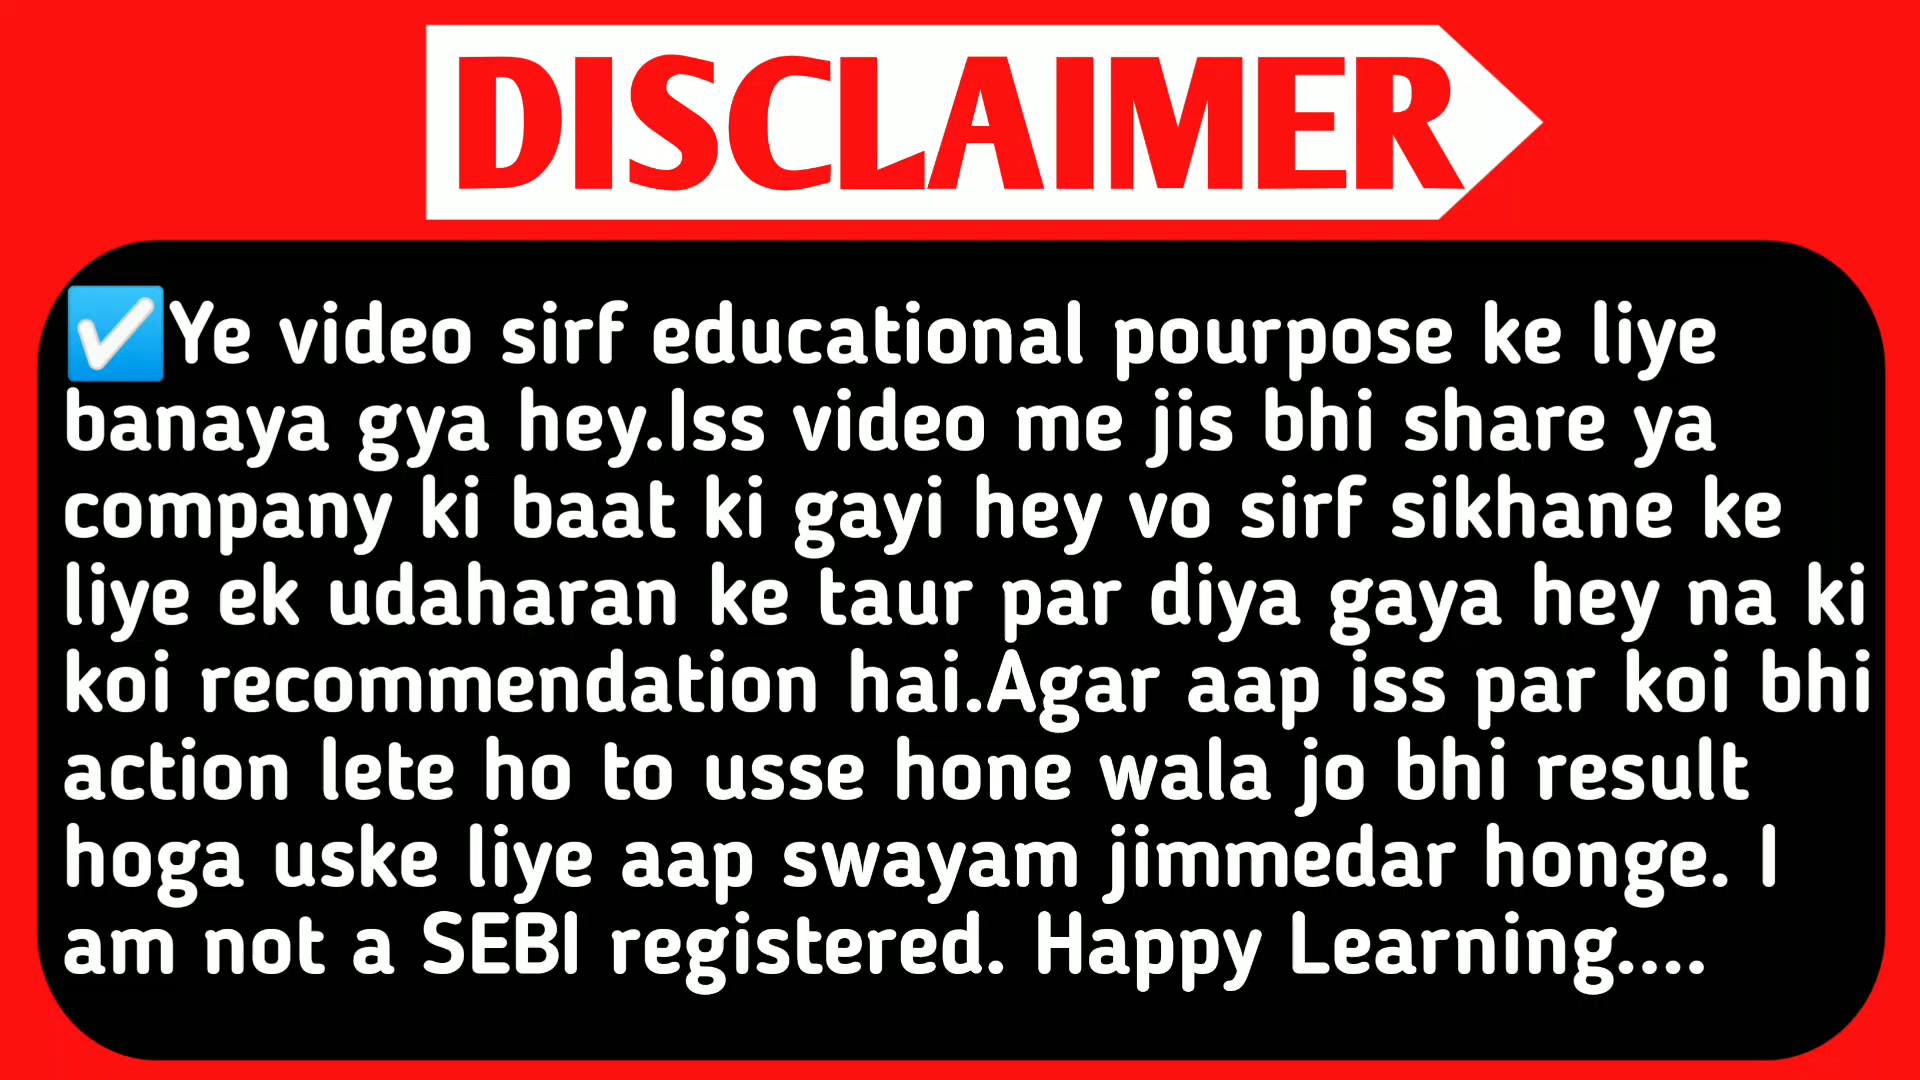 DISCLAIMER
✅Ye video sirf educational pourpose ke liye
banaya gya hey.Iss video me jis bhi share ya
company ki baat ki gayi hey vo sirf sikhane ke
liye ek udaharan ke taur par diya gaya hey na ki
koi recommendation hai.Agar aap iss par koi bhi
action lete ho to usse hone wala jo bhi result
hoga uske liye aap swayam jimmedar honge. I
am not a SEBI registered. Happy Learning....